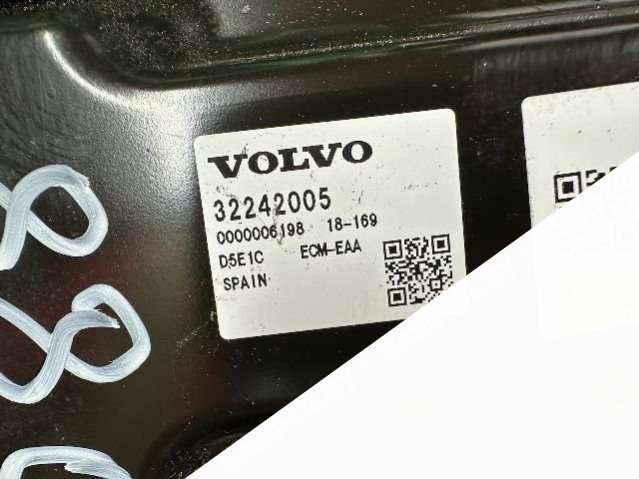 VOLVO
32242005
0000006198 18-169
D5E1C ECM-EAA
SPAIN